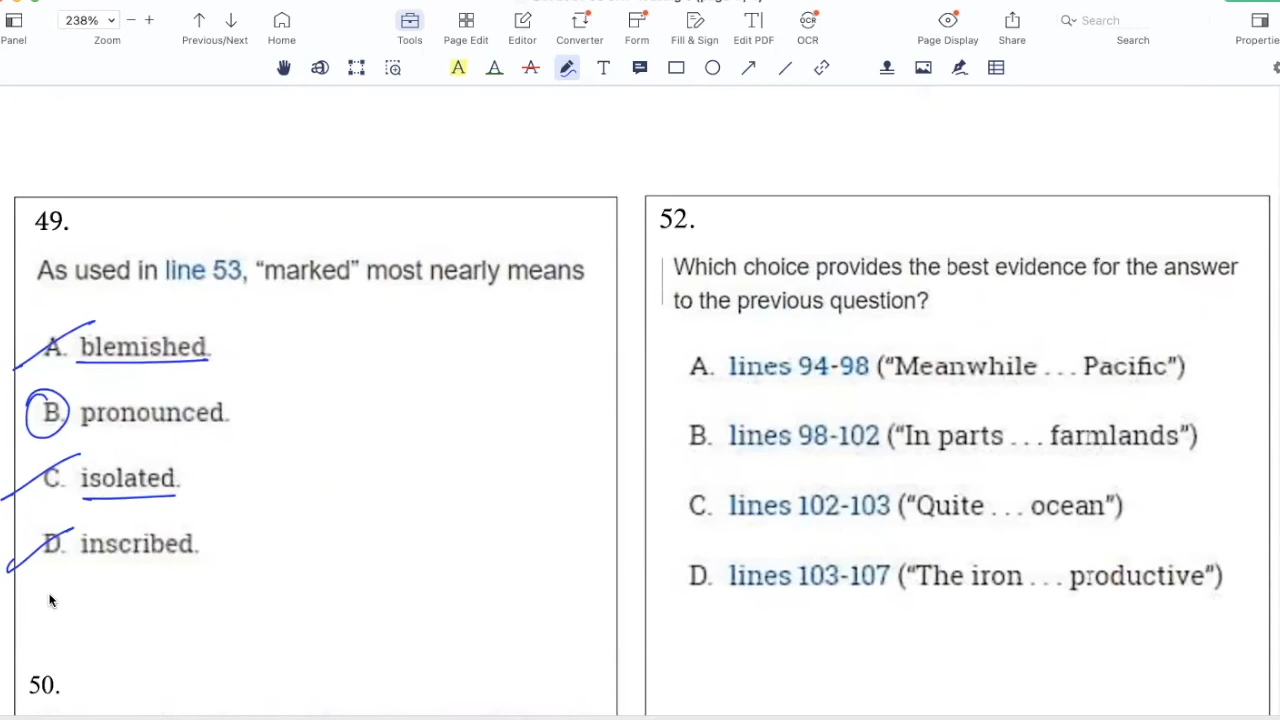 238%
Panel
Zoom
Previous/Next
Home
Tools
Page Edit
Editor
Converter
Form
Fill & Sign
Edit PDF
OCR
OCR
Page Display
Share
Search
Search
Propertie
49.
As used in line 53, “marked” most nearly means
A. blemished.
B. pronounced.
C. isolated.
D. inscribed.
50.
52.
Which choice provides the best evidence for the answer
to the previous question?
A. lines 94-98 (“Meanwhile . . . Pacific”)
B. lines 98-102 (“In parts . . . farmlands”)
C. lines 102-103 (“Quite . . . ocean”)
D. lines 103-107 (“The iron . . . productive”)